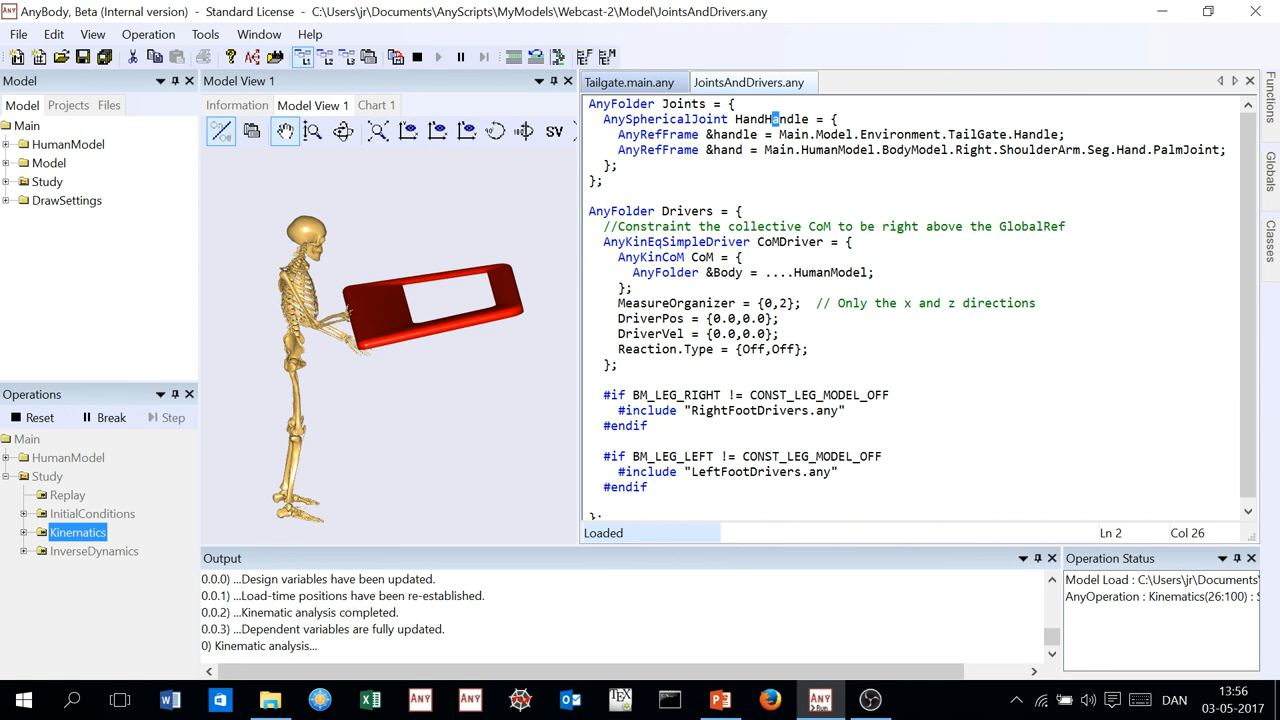 AnyBody, Beta (Internal version) - Standard License - C:\Users\jr\Documents\AnyScripts\MyModels\Webcast-2\Model\JointsAndDrivers.any
File Edit View Operation Tools Window Help
Model
Model Projects Files
Main
HumanModel
Model
Study
DrawSettings
Operations
Reset Break Step
Main
HumanModel
Study
Replay
InitialConditions
Kinematics
InverseDynamics
Model View 1
Information Model View 1 Chart 1
SV
Tailgate.main.any JointsAndDrivers.any
AnyFolder Joints = {
AnySphericalJoint HandHandle = {
AnyRefFrame &handle = Main.Model.Environment.TailGate.Handle;
AnyRefFrame &hand = Main.HumanModel.BodyModel.Right.ShoulderArm.Seg.Hand.PalmJoint;
};
};
AnyFolder Drivers = {
//Constraint the collective CoM to be right above the GlobalRef
AnyKinEqSimpleDriver CoMDriver = {
AnyKinCoM CoM = {
AnyFolder &Body = ....HumanModel;
};
MeasureOrganizer = {0,2};  // Only the x and z directions
DriverPos = {0.0,0.0};
DriverVel = {0.0,0.0};
Reaction.Type = {Off,Off};
};
#if BM_LEG_RIGHT != CONST_LEG_MODEL_OFF
#include "RightFootDrivers.any"
#endif
#if BM_LEG_LEFT != CONST_LEG_MODEL_OFF
#include "LeftFootDrivers.any"
#endif
};
Loaded Ln 2 Col 26
Functions
Globals
Classes
Output
0.0.0) ...Design variables have been updated.
0.0.1) ...Load-time positions have been re-established.
0.0.2) ...Kinematic analysis completed.
0.0.3) ...Dependent variables are fully updated.
0) Kinematic analysis...
Operation Status
Model Load : C:\Users\jr\Documents\
AnyOperation : Kinematics(26:100) : S
DAN
13:56
03-05-2017